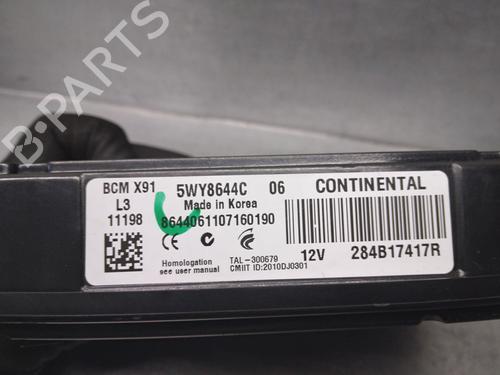 B-PARTS
BCM X91 5WY8644C 06 CONTINENTAL
L3 Made in Korea
11198 8644061107160190
CE
Homologation see user manual
TAL-300679
CMIIT ID:2010DJ0301
12V 284B17417R